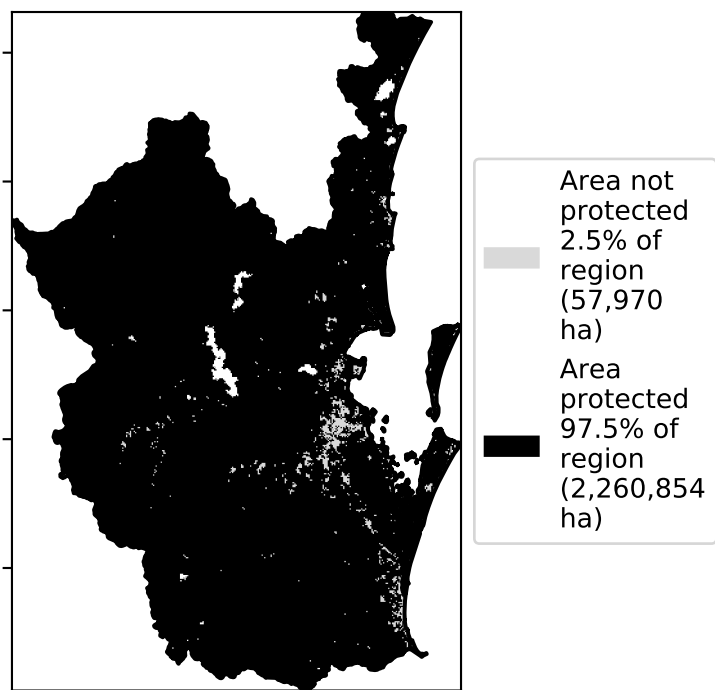 Area not
protected
2.5% of
region
(57,970
ha)
Area
protected
97.5% of
region
(2,260,854
ha)